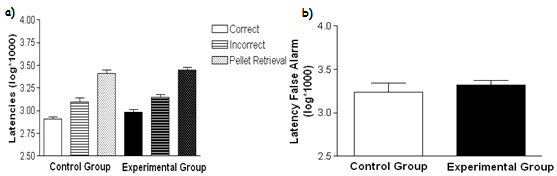 a)
Latencies (log*1000)
4.00
3.75
3.50
3.25
3.00
2.75
2.50
Correct
Incorrect
Pellet Retrieval
Control Group
Experimental Group
b)
Latency False Alarm
(log*1000)
4.0
3.5
3.0
2.5
Control Group
Experimental Group